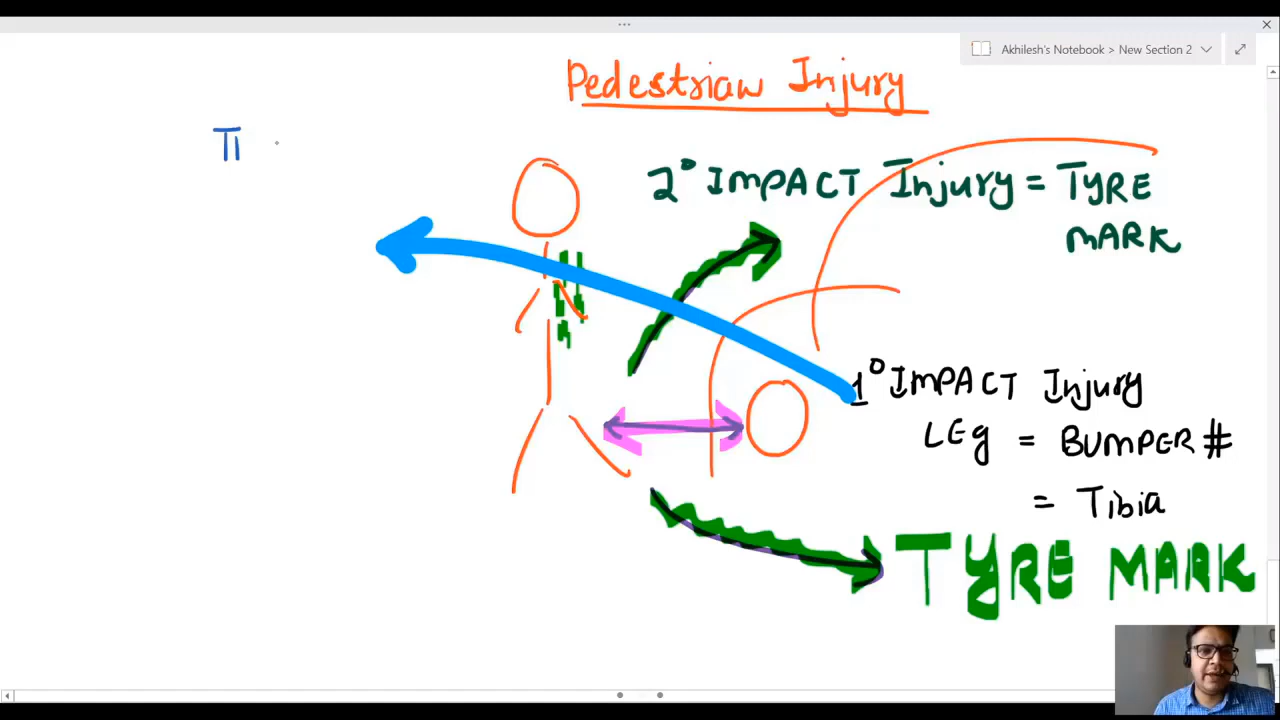 Akhilesh's Notebook > New Section 2
Pedestrian Injury
TI
2° IMPACT Injury = TYRE
MARK
1° IMPACT Injury
LEg = BUMPER #
= Tibia
TYRE MARK